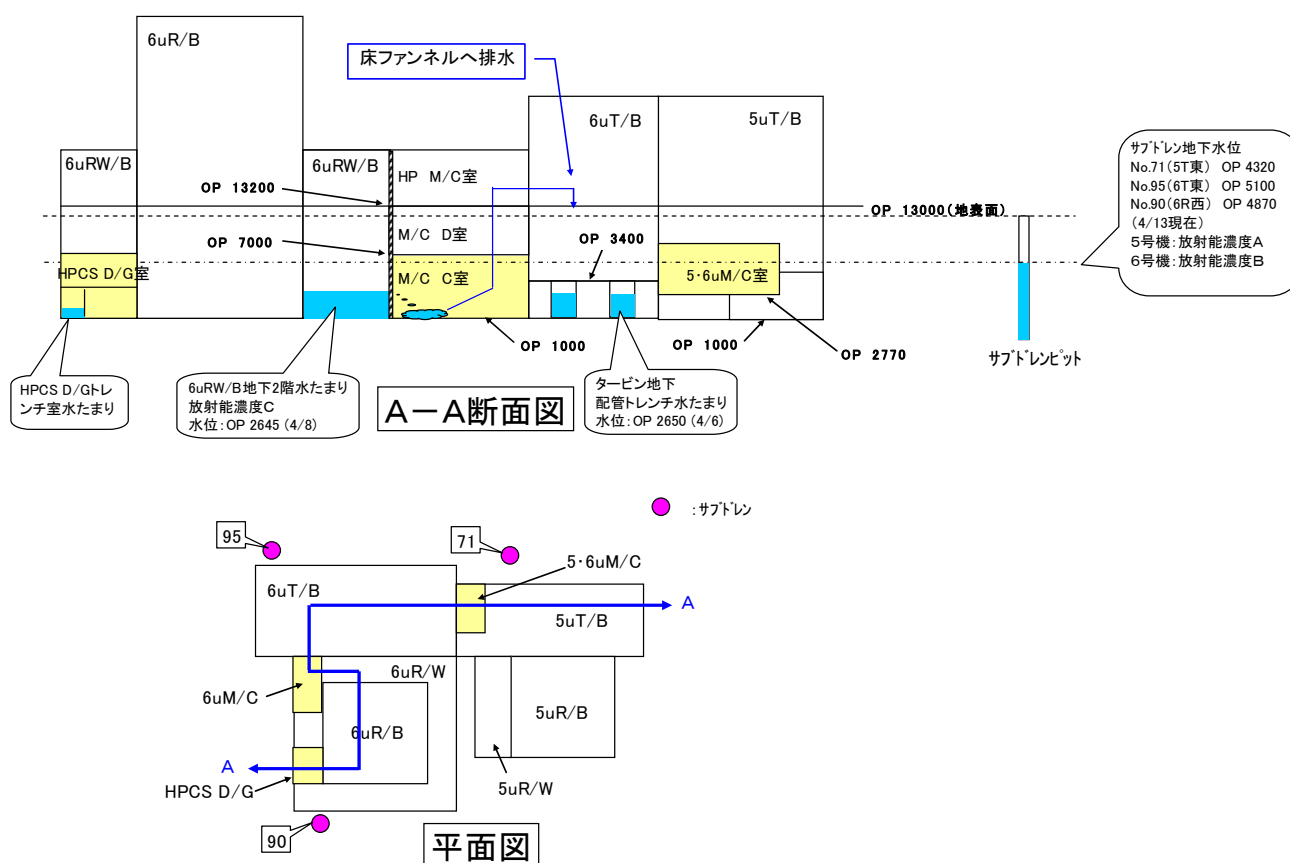 6uR/B
床ファンネルへ排水
6uT/B
5uT/B
6uRW/B
6uRW/B
HP M/C室
OP 13200
OP 13000(地表面)
M/C D室
OP 7000
OP 3400
HPCS D/G室
M/C C室
5・6uM/C室
OP 1000
OP 1000
OP 2770
サブドレンピット
サブドレン地下水位
No.71(5T東) OP 4320
No.95(6T東) OP 5100
No.90(6R西) OP 4870
(4/13現在)
5号機:放射能濃度A
6号機:放射能濃度B
HPCS D/Gトレ
ンチ室水たまり
6uRW/B地下2階水たまり
放射能濃度C
水位:OP 2645 (4/8)
A-A断面図
タービン地下
配管トレンチ水たまり
水位:OP 2650 (4/6)
:サブドレン
95
71
5・6uM/C
6uT/B
A
5uT/B
6uR/W
6uM/C
6uR/B
5uR/B
A
HPCS D/G
5uR/W
90
平面図